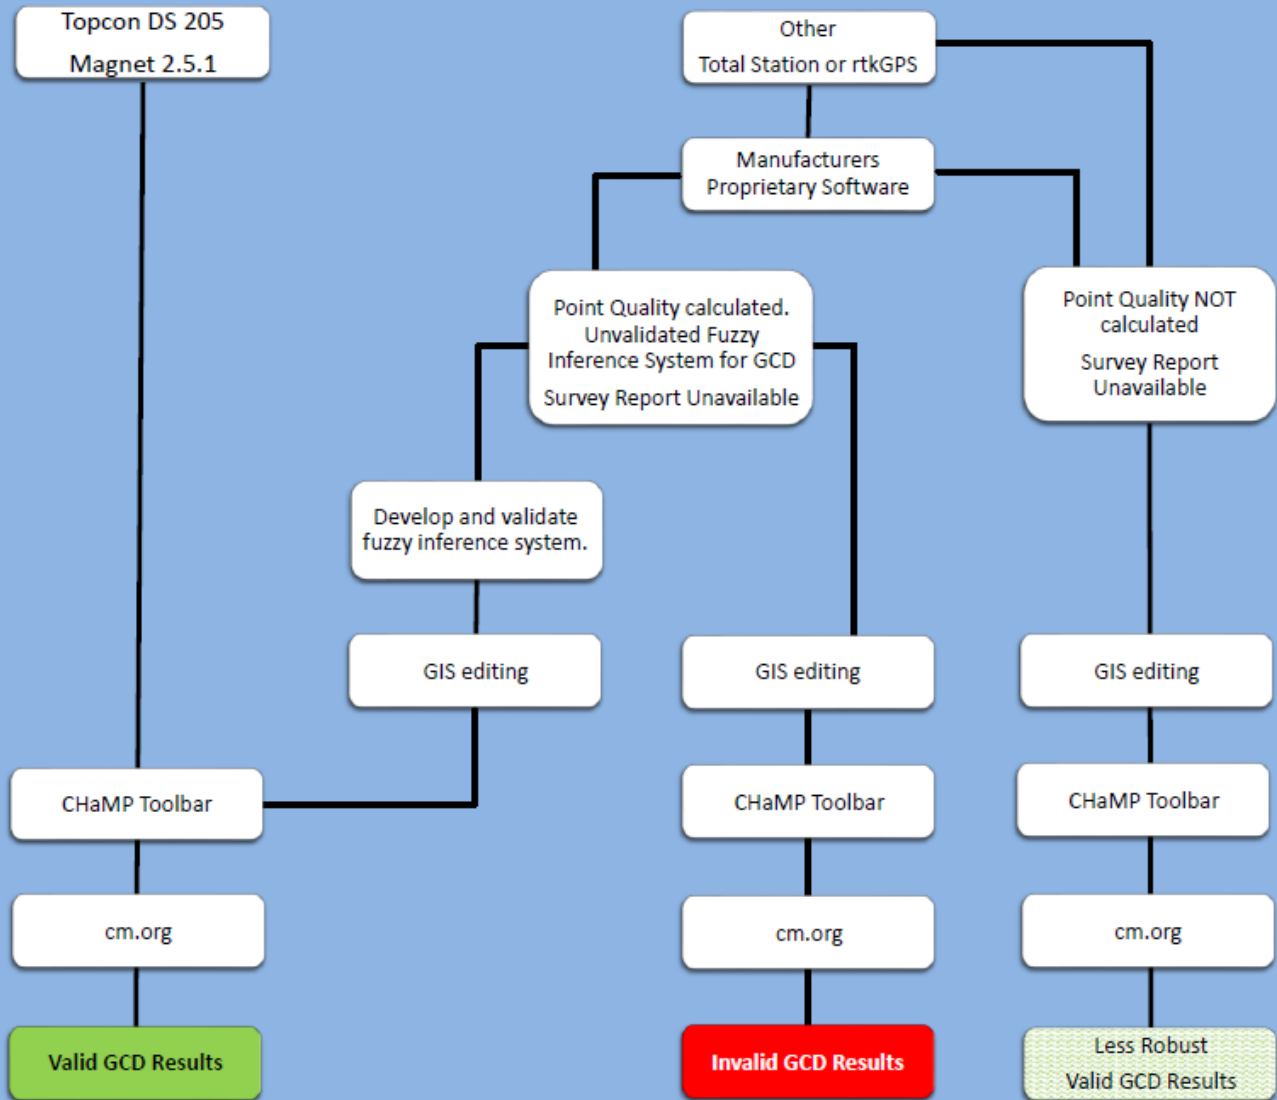 Topcon DS 205
Magnet 2.5.1
Other
Total Station or rtkGPS
Manufacturers
Proprietary Software
Point Quality calculated.
Unvalidated Fuzzy
Inference System for GCD
Survey Report Unavailable
Point Quality NOT
calculated
Survey Report
Unavailable
Develop and validate
fuzzy inference system.
GIS editing
GIS editing
GIS editing
CHaMP Toolbar
CHaMP Toolbar
CHaMP Toolbar
cm.org
cm.org
cm.org
Valid GCD Results
Invalid GCD Results
Less Robust
Valid GCD Results